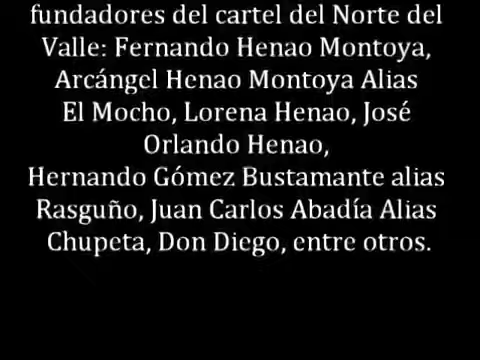 fundadores del cartel del Norte del
Valle: Fernando Henao Montoya,
Arcángel Henao Montoya Alias
El Mocho, Lorena Henao, José
Orlando Henao,
Hernando Gómez Bustamante alias
Rasguño, Juan Carlos Abadía Alias
Chupeta, Don Diego, entre otros.